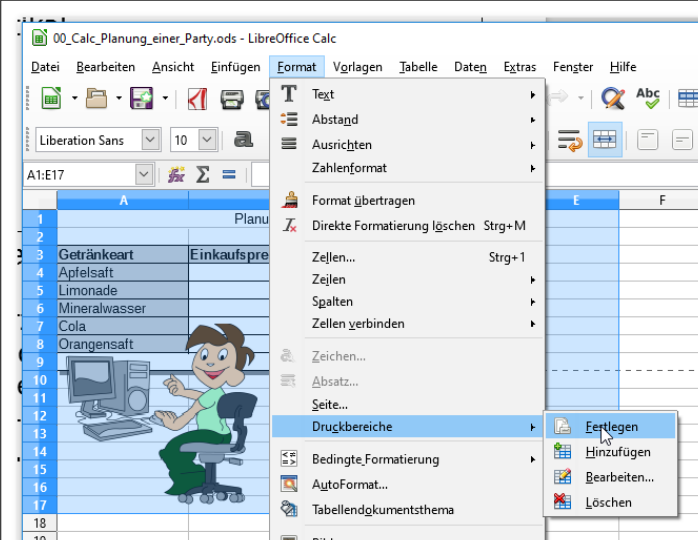 00_Calc_Planung_einer_Party.ods - LibreOffice Calc
Datei Bearbeiten Ansicht Einfügen Format Vorlagen Tabelle Daten Extras Fenster Hilfe
Abc
Liberation Sans 10 a
A1:E17 fx Σ =
A E F
1 Planu
2
3 Getränkeart Einkaufspre
4 Apfelsaft
5 Limonade
6 Mineralwasser
7 Cola
8 Orangensaft
9
10
11
12
13
14
15
16
17
18
19
Text
Abstand
Ausrichten
Zahlenformat
Format übertragen
Direkte Formatierung löschen Strg+M
Zellen... Strg+1
Zeilen
Spalten
Zellen verbinden
Zeichen...
Absatz...
Seite...
Druckbereiche
Bedingte Formatierung
AutoFormat...
Tabellendokumentsthema
Festlegen
Hinzufügen
Bearbeiten...
Löschen